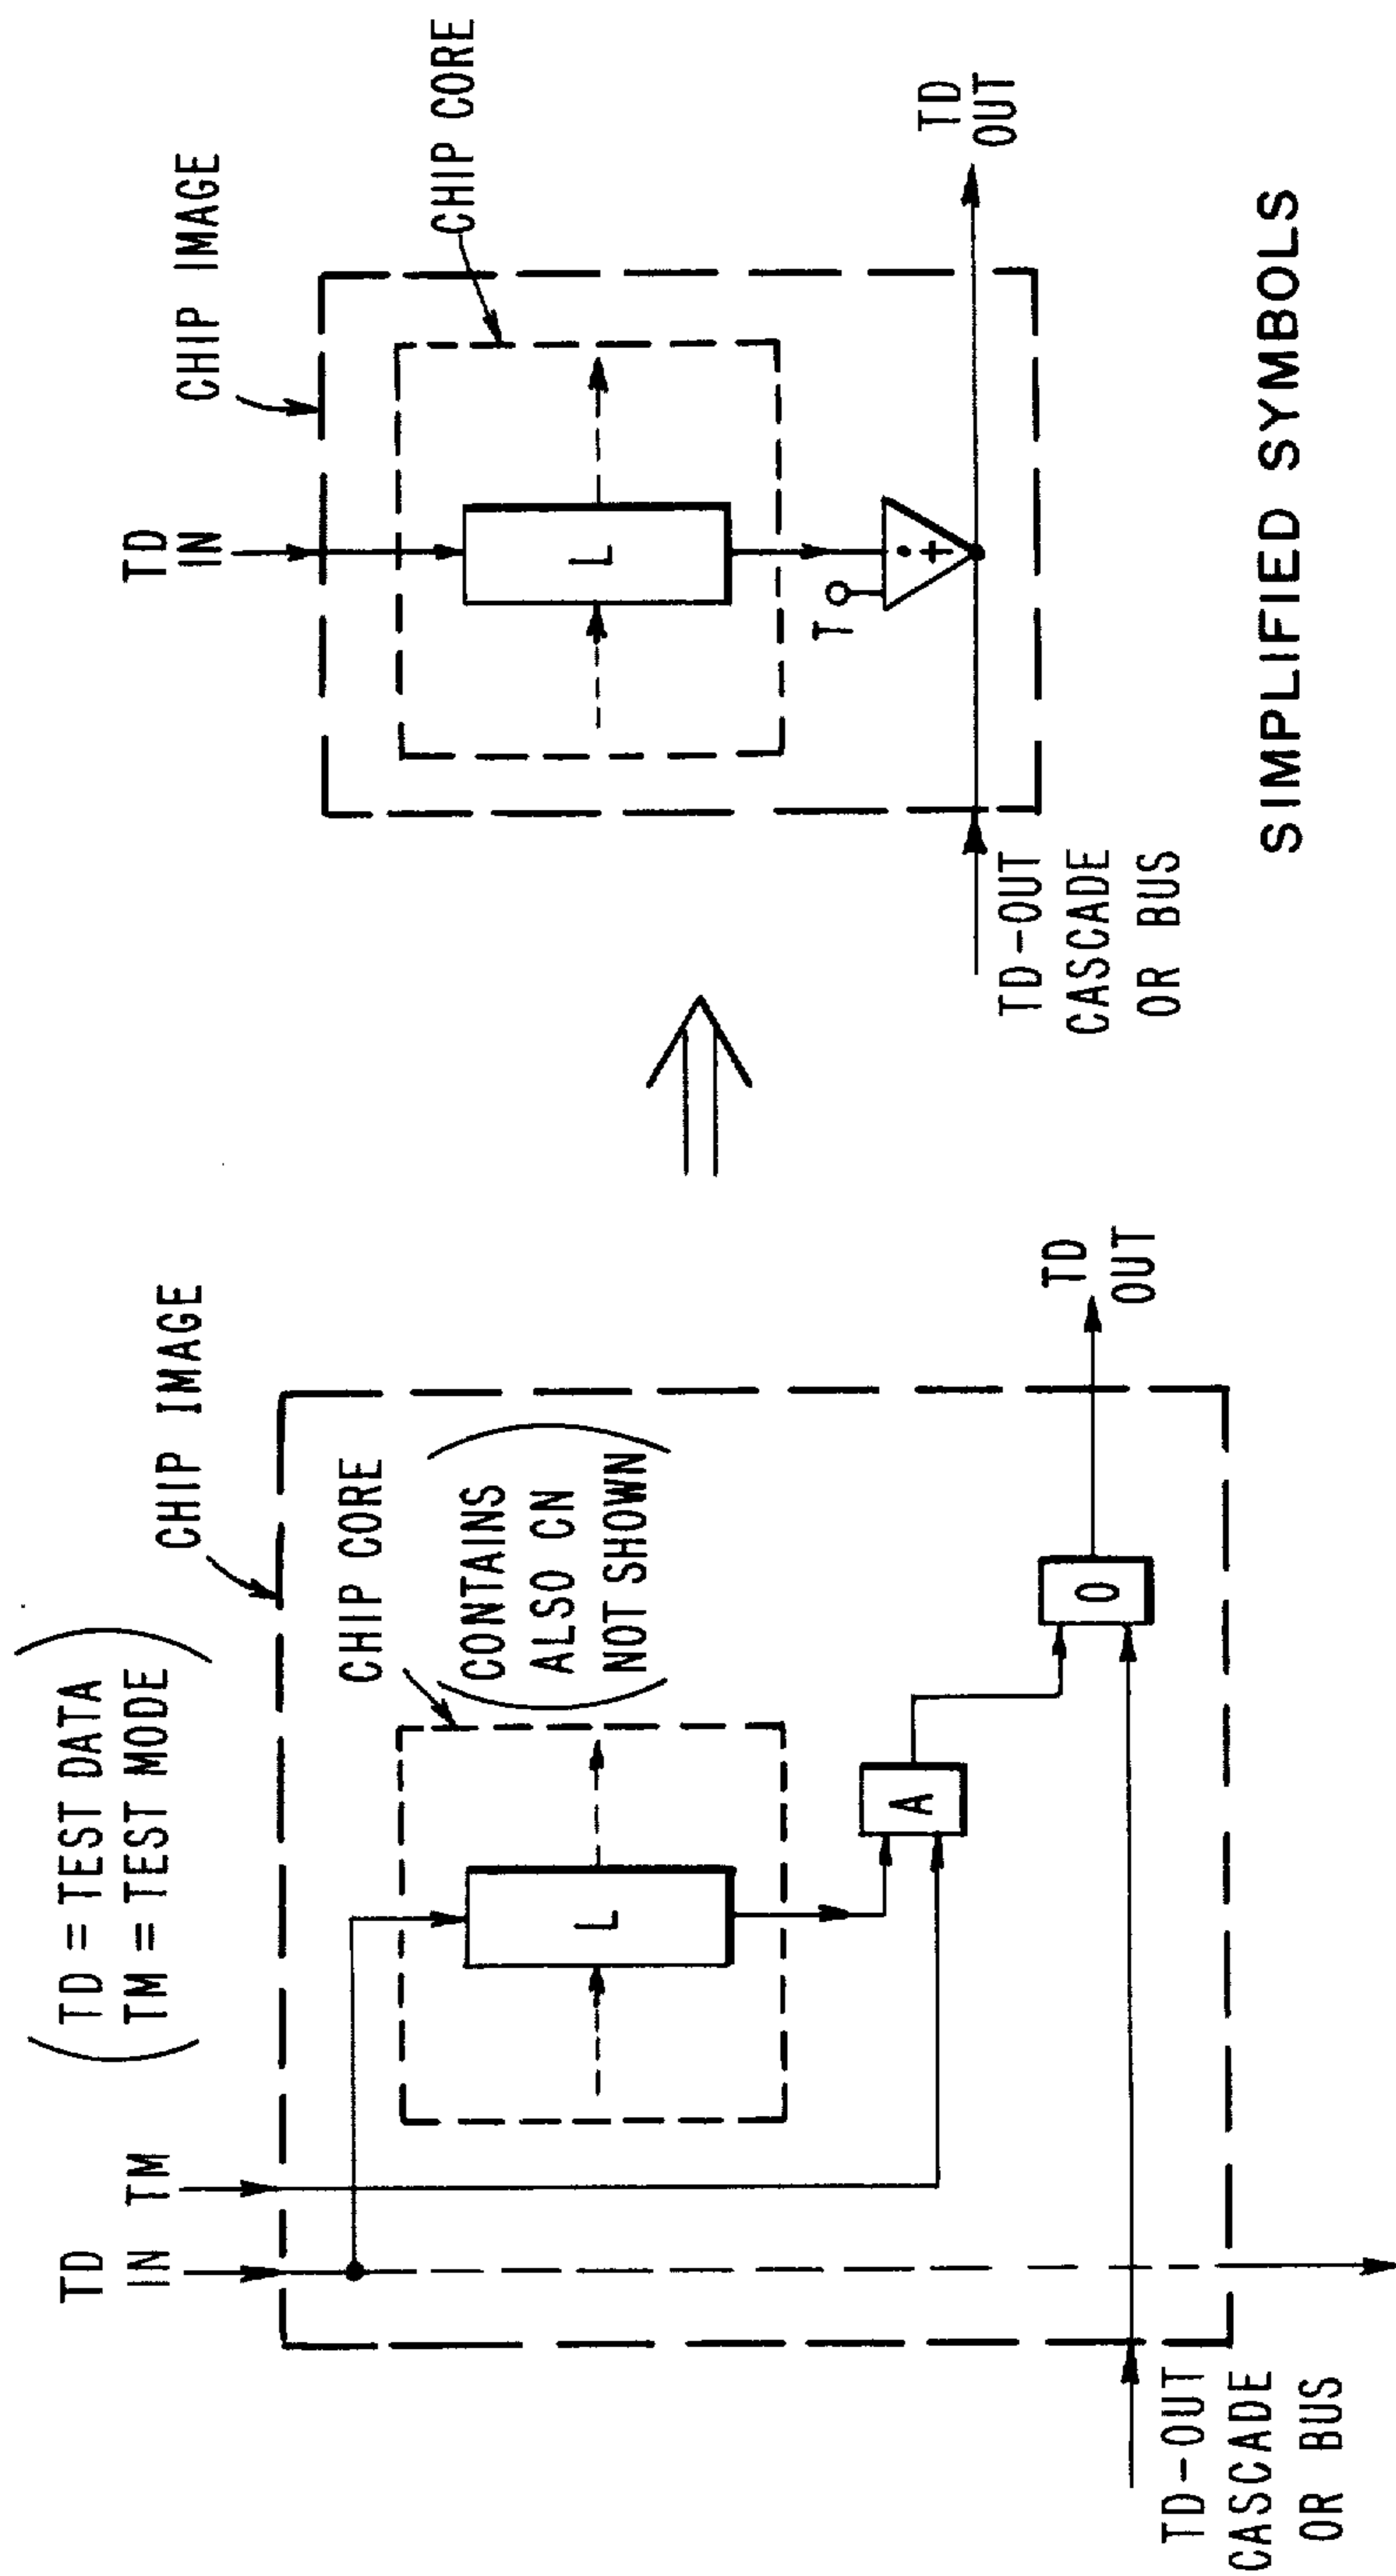 TD = TEST DATA
TM = TEST MODE
TD
IN
TM
CHIP IMAGE
CHIP CORE
CONTAINS
ALSO CN
NOT SHOWN
L
A
O
TD
OUT
TD-OUT
CASCADE
OR BUS
TD
IN
CHIP IMAGE
CHIP CORE
L
T
• +
TD
OUT
TD-OUT
CASCADE
OR BUS
SIMPLIFIED SYMBOLS